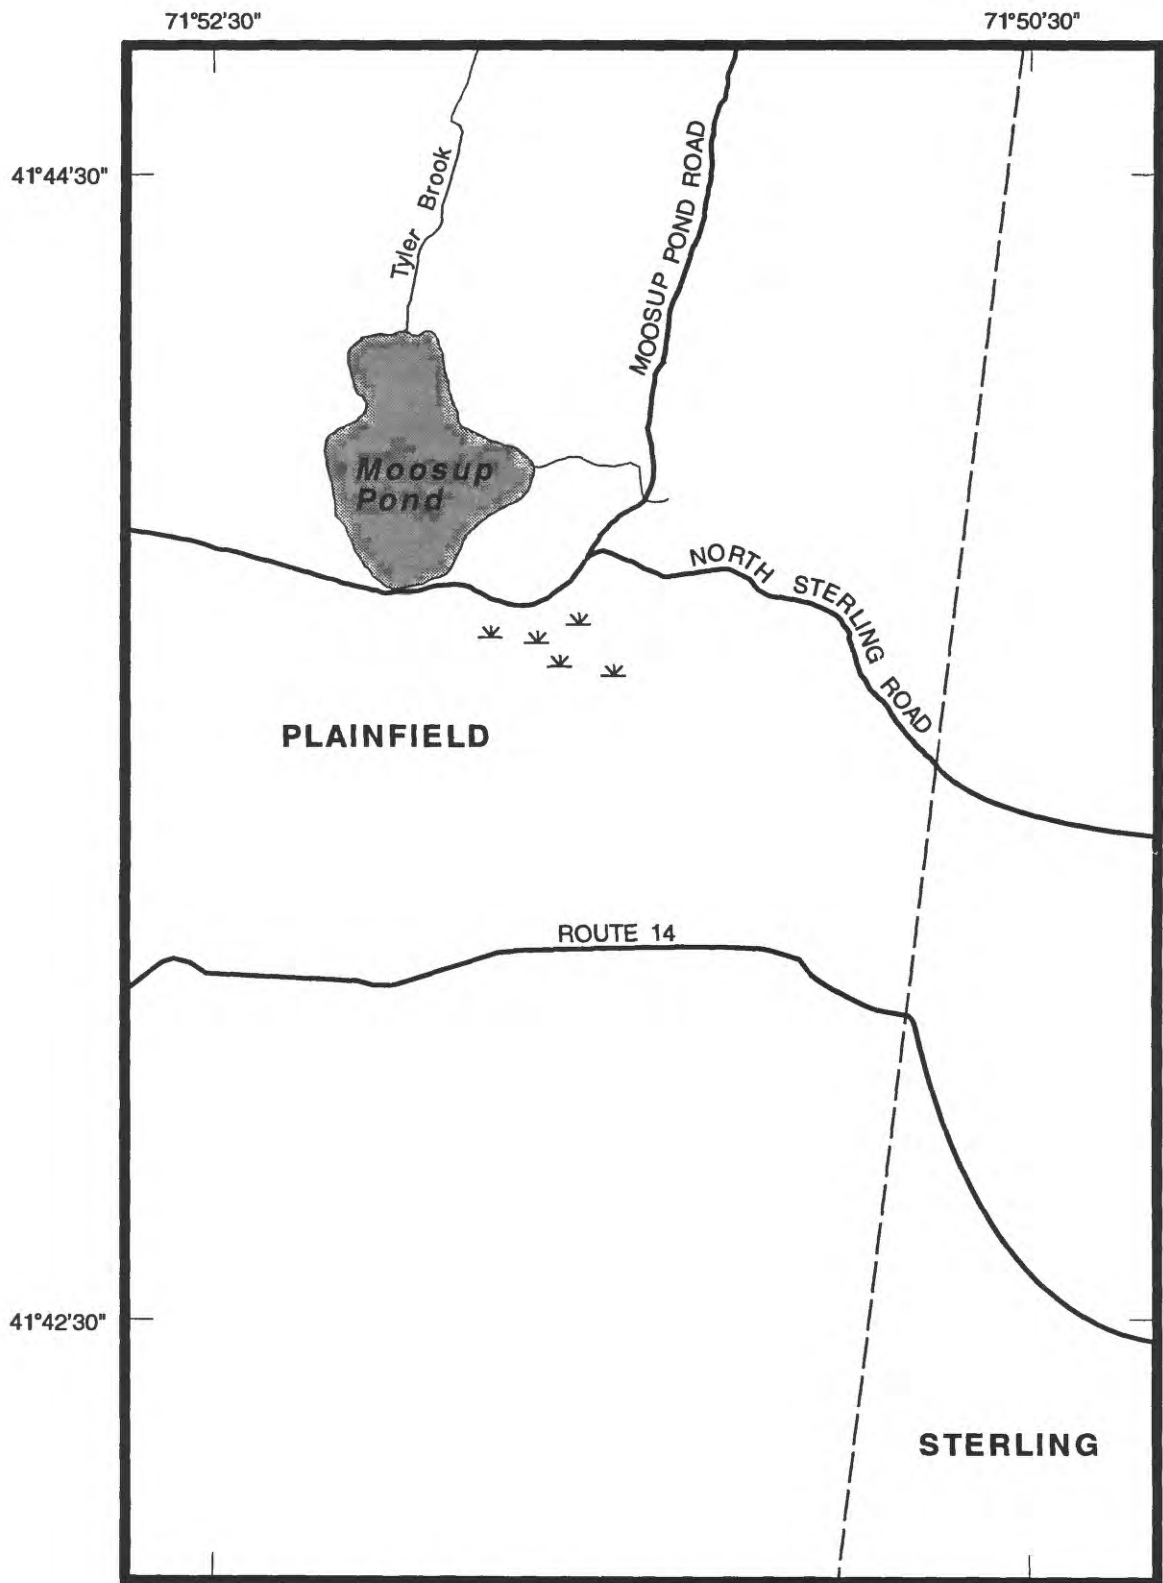 71°52'30"
71°50'30"
41°44'30"
Tyler Brook
MOOSUP POND ROAD
Moosup
Pond
NORTH STERLING ROAD
PLAINFIELD
ROUTE 14
41°42'30"
STERLING